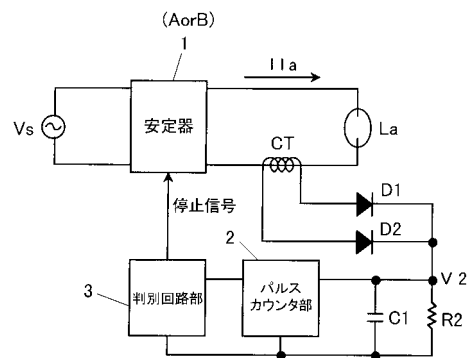 (AorB)
1
I Ia
Vs
安定器
La
CT
停止信号
D1
D2
2
V 2
3
判別回路部
パルス
カウンタ部
C1
R2